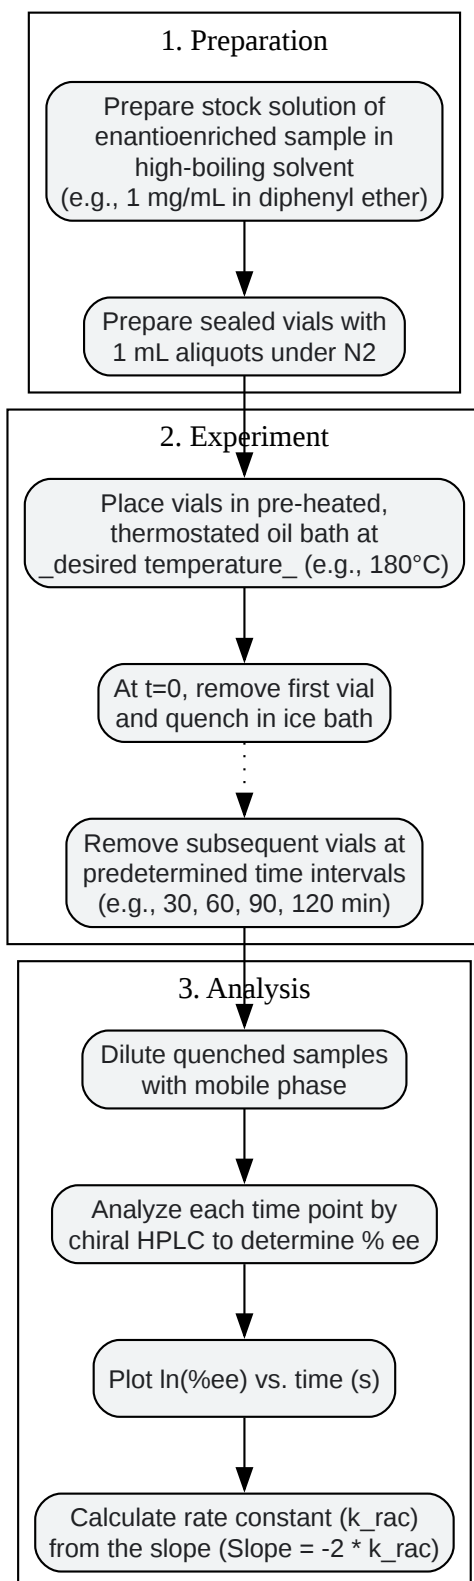 1. Preparation
Prepare stock solution of
enantioenriched sample in
high-boiling solvent
(e.g., 1 mg/mL in diphenyl ether)
Prepare sealed vials with
1 mL aliquots under N2
2. Experiment
Place vials in pre-heated,
thermostated oil bath at
_desired temperature_ (e.g., 180°C)
At t=0, remove first vial
and quench in ice bath
Remove subsequent vials at
predetermined time intervals
(e.g., 30, 60, 90, 120 min)
3. Analysis
Dilute quenched samples
with mobile phase
Analyze each time point by
chiral HPLC to determine % ee
Plot ln(%ee) vs. time (s)
Calculate rate constant (k_rac)
from the slope (Slope = -2 * k_rac)